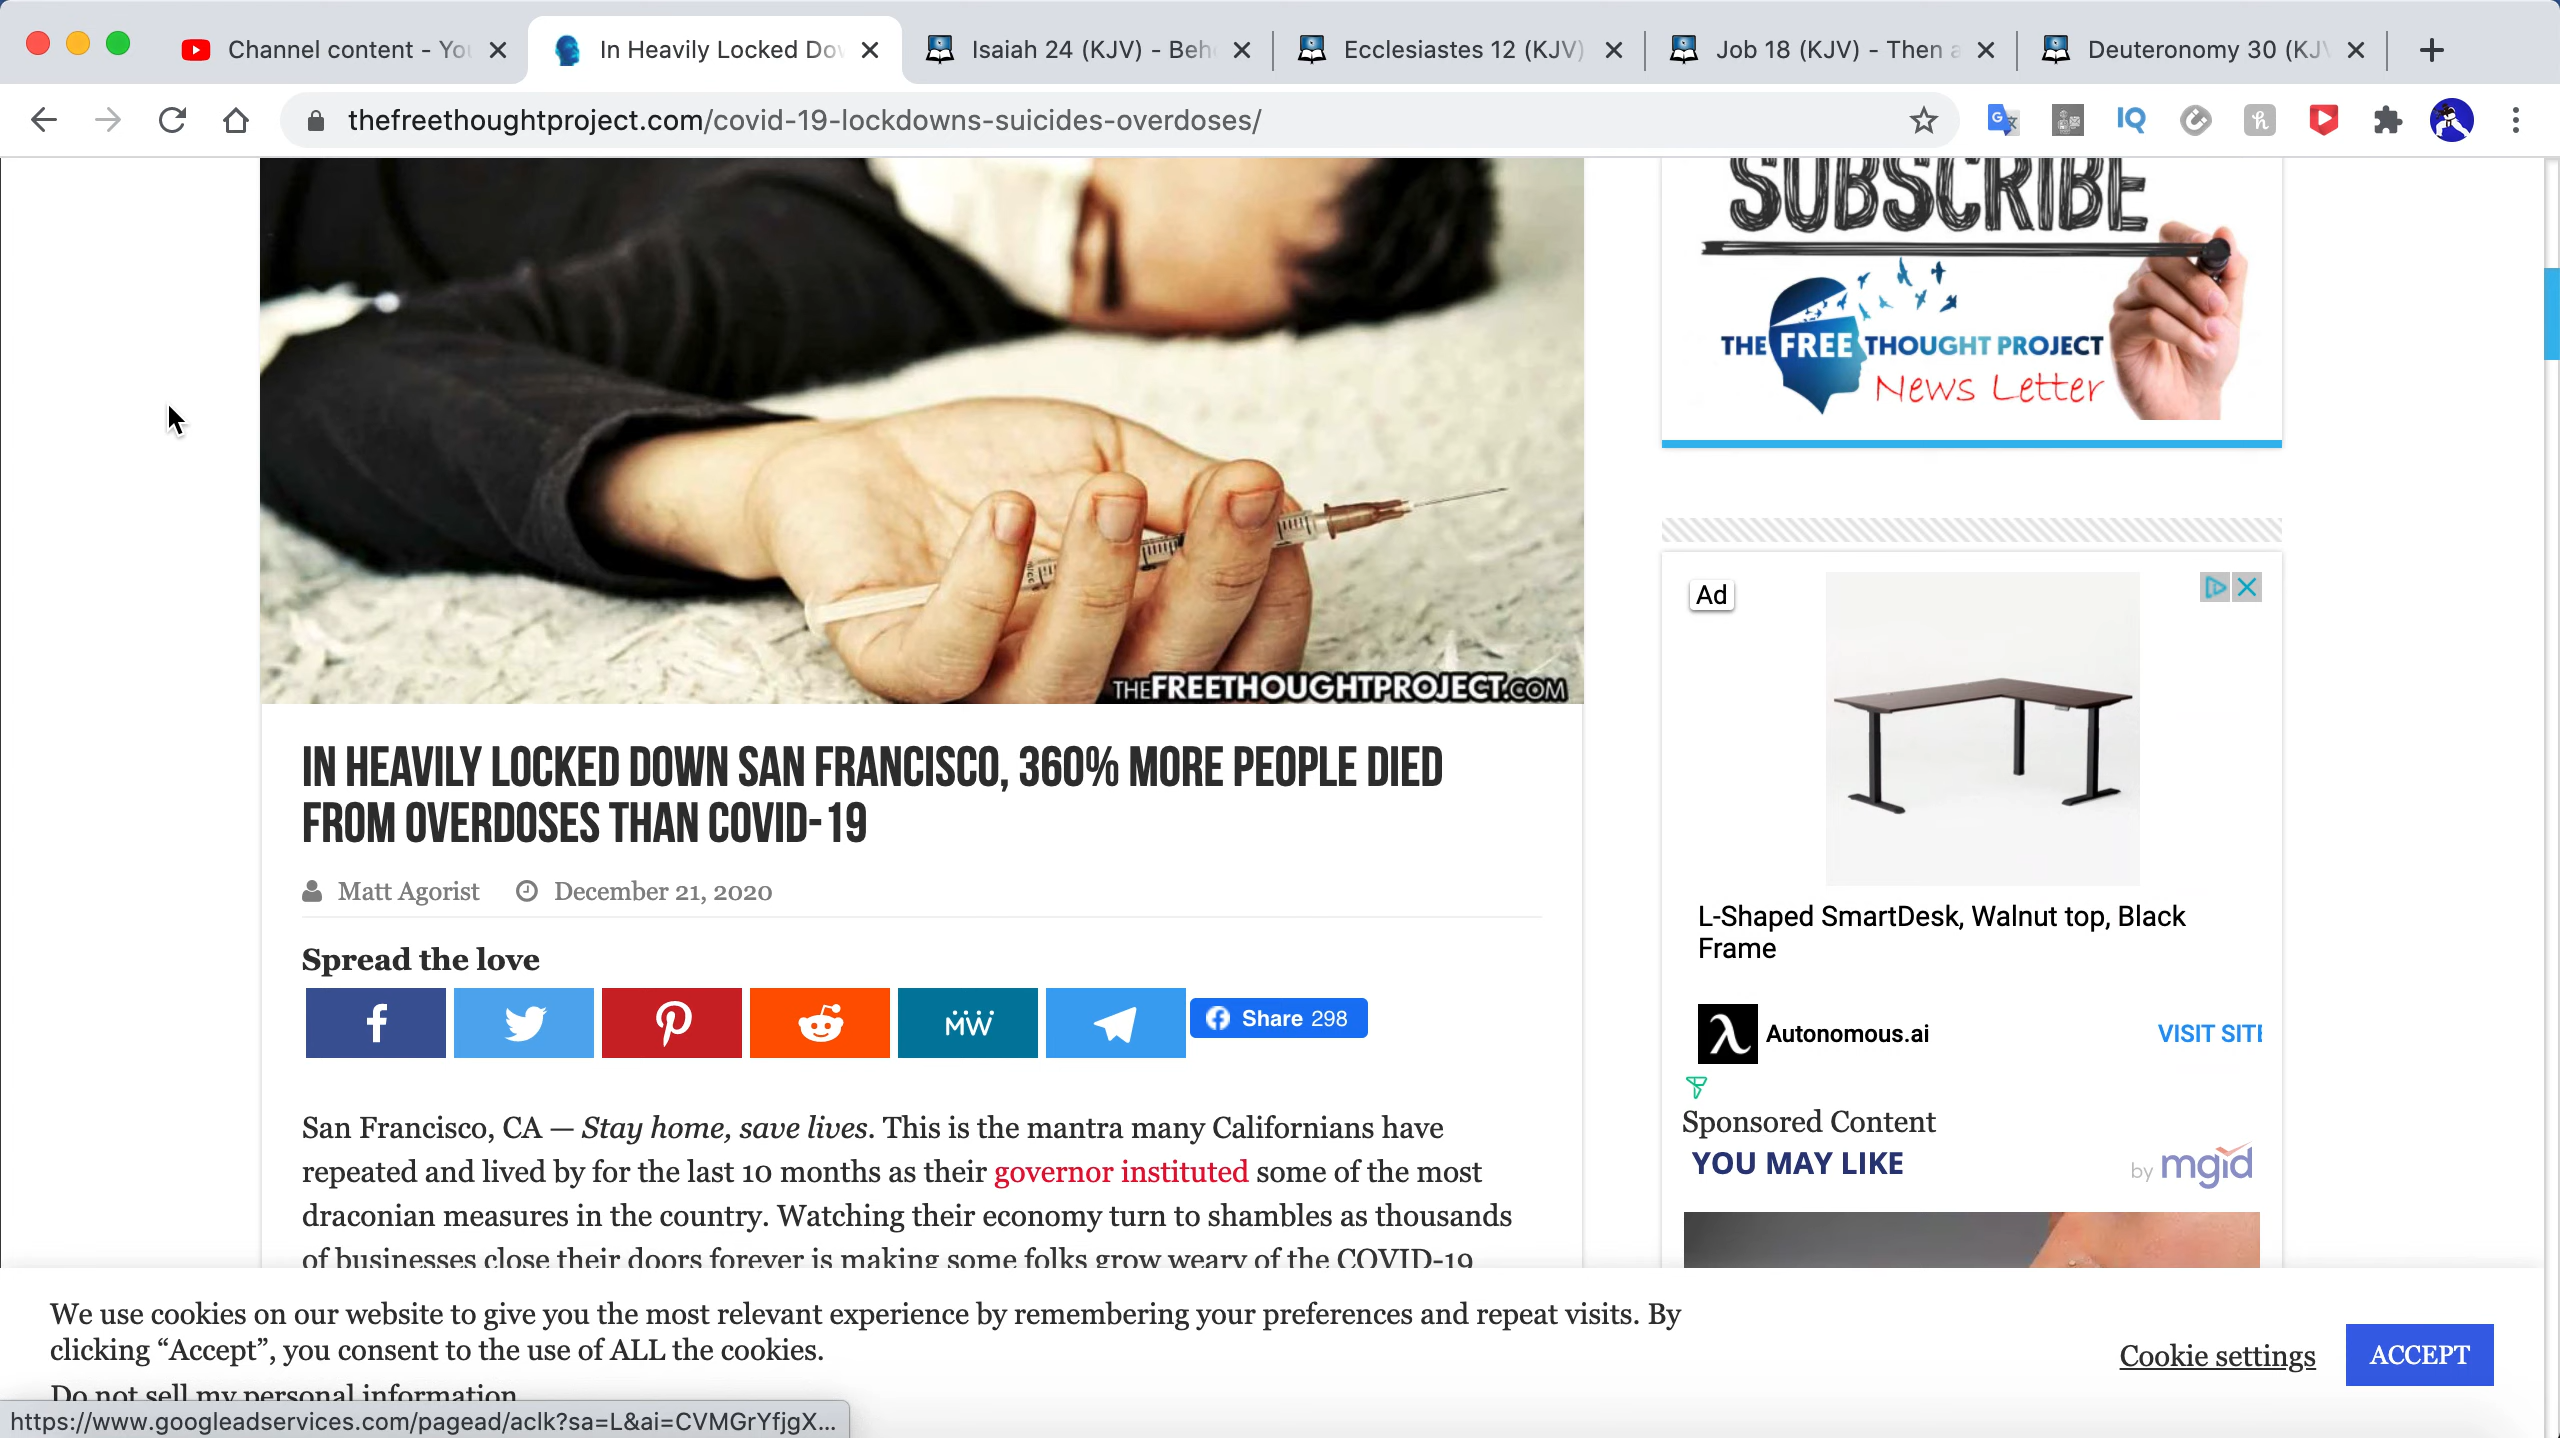 Channel content - You
In Heavily Locked Dov
Isaiah 24 (KJV) - Beh
Ecclesiastes 12 (KJV)
Job 18 (KJV) - Then a
Deuteronomy 30 (KJV
thefreethoughtproject.com/covid-19-lockdowns-suicides-overdoses/
IQ
SUBSCRIBE
THE FREE THOUGHT PROJECT
News Letter
THEFREETHOUGHTPROJECT.COM
IN HEAVILY LOCKED DOWN SAN FRANCISCO, 360% MORE PEOPLE DIED
FROM OVERDOSES THAN COVID-19
Matt Agorist December 21, 2020
Spread the love
MW
Share 298
San Francisco, CA — Stay home, save lives. This is the mantra many Californians have
repeated and lived by for the last 10 months as their governor instituted some of the most
draconian measures in the country. Watching their economy turn to shambles as thousands
of businesses close their doors forever is making some folks grow weary of the COVID-19
Ad
L-Shaped SmartDesk, Walnut top, Black
Frame
Autonomous.ai
VISIT SITE
Sponsored Content
YOU MAY LIKE
by mgid
We use cookies on our website to give you the most relevant experience by remembering your preferences and repeat visits. By
clicking “Accept”, you consent to the use of ALL the cookies.
Do not sell my personal information
Cookie settings
ACCEPT
https://www.googleadservices.com/pagead/aclk?sa=L&ai=CVMGrYfjgX...